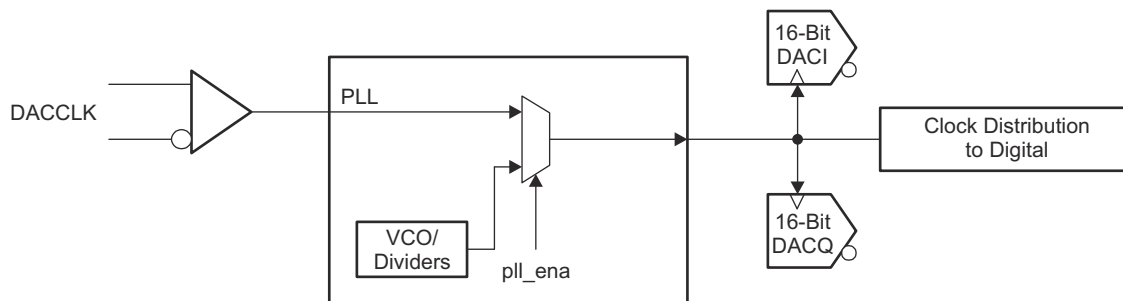 16-Bit
DACI
DACCLK
PLL
Clock Distribution
to Digital
VCO/
Dividers
pll_ena
16-Bit
DACQ